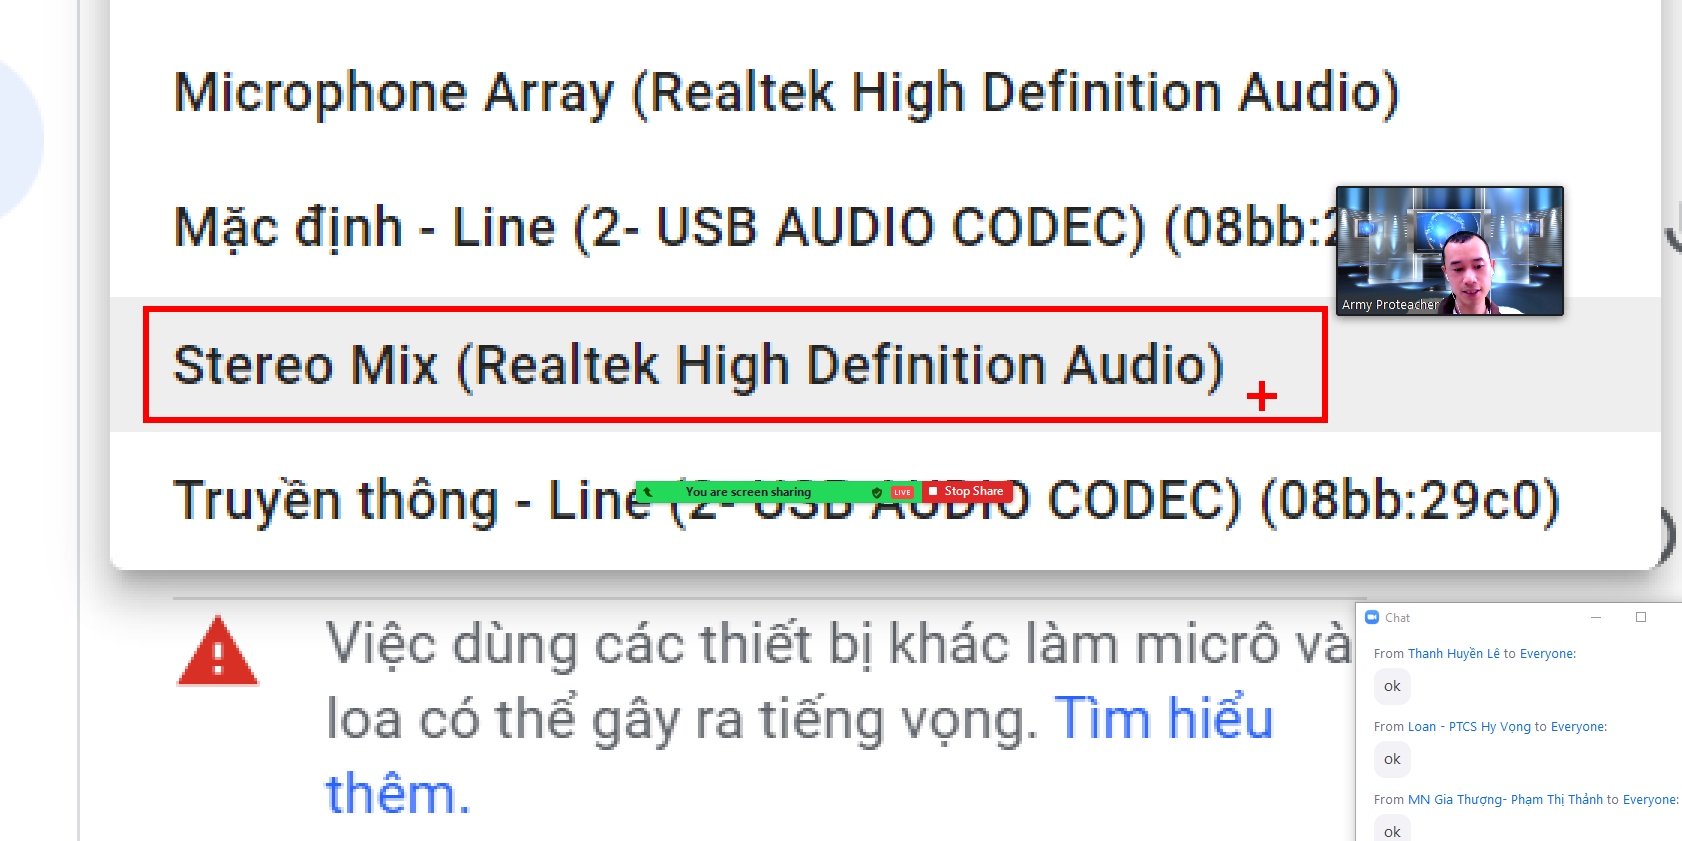 Microphone Array (Realtek High Definition Audio)
Mặc định - Line (2- USB AUDIO CODEC) (08bb:2
Army Proteacher
Stereo Mix (Realtek High Definition Audio)
Truyền thông - Line (2- USB AUDIO CODEC) (08bb:29c0)
You are screen sharing
LIVE
Stop Share
Việc dùng các thiết bị khác làm micrô và
loa có thể gây ra tiếng vọng. Tìm hiểu
thêm.
Chat
From Thanh Huyền Lê to Everyone:
ok
From Loan - PTCS Hy Vọng to Everyone:
ok
From MN Gia Thượng- Phạm Thị Thảnh to Everyone:
ok